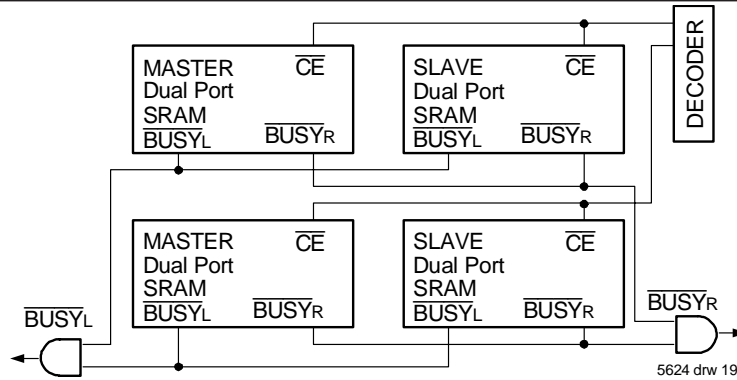 MASTER
Dual Port
SRAM
BUSYL
CE
BUSYR
SLAVE
Dual Port
SRAM
BUSYL
CE
BUSYR
DECODER
MASTER
Dual Port
SRAM
BUSYL
CE
BUSYR
SLAVE
Dual Port
SRAM
BUSYL
CE
BUSYR
BUSYL
BUSYR
5624 drw 19